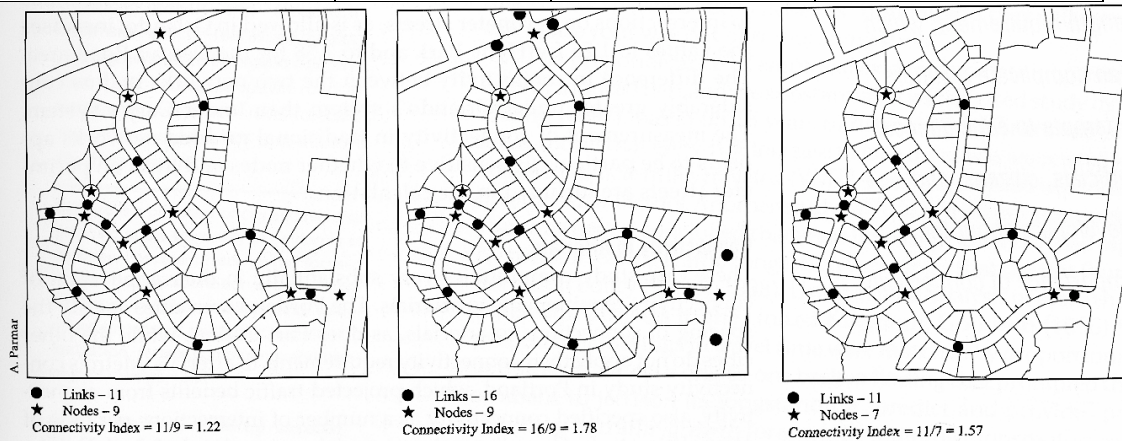 A. Parmar
Links – 11
Nodes – 9
Connectivity Index = 11/9 = 1.22
Links – 16
Nodes – 9
Connectivity Index = 16/9 = 1.78
Links – 11
Nodes – 7
Connectivity Index = 11/7 = 1.57